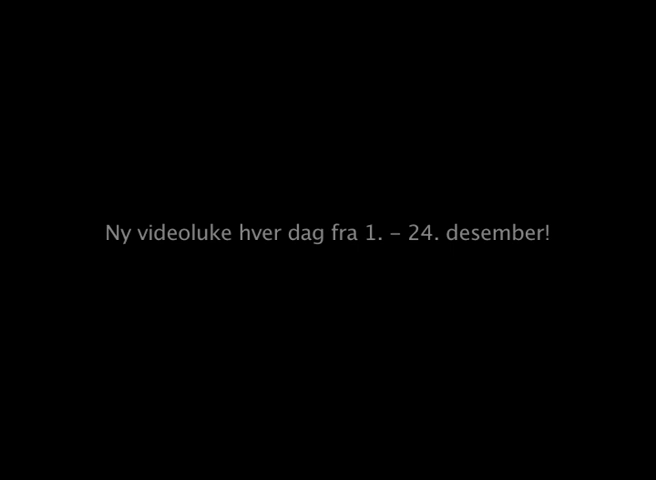 Ny videoluke hver dag fra 1. – 24. desember!